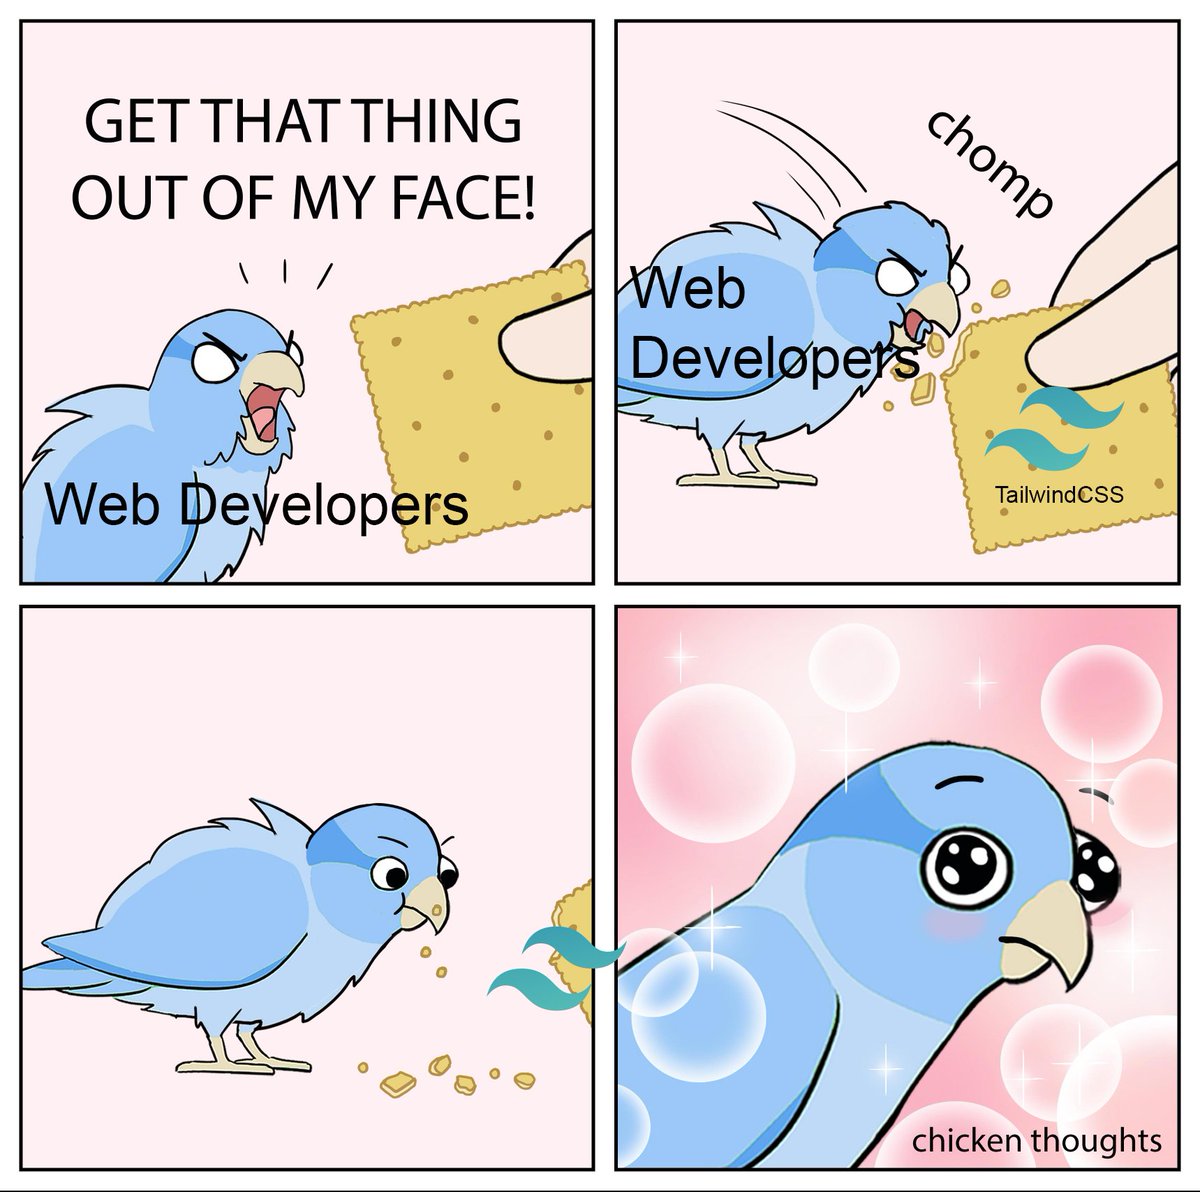 GET THAT THING
OUT OF MY FACE!
Web Developers
chomp
Web
Developers
TailwindCSS
chicken thoughts